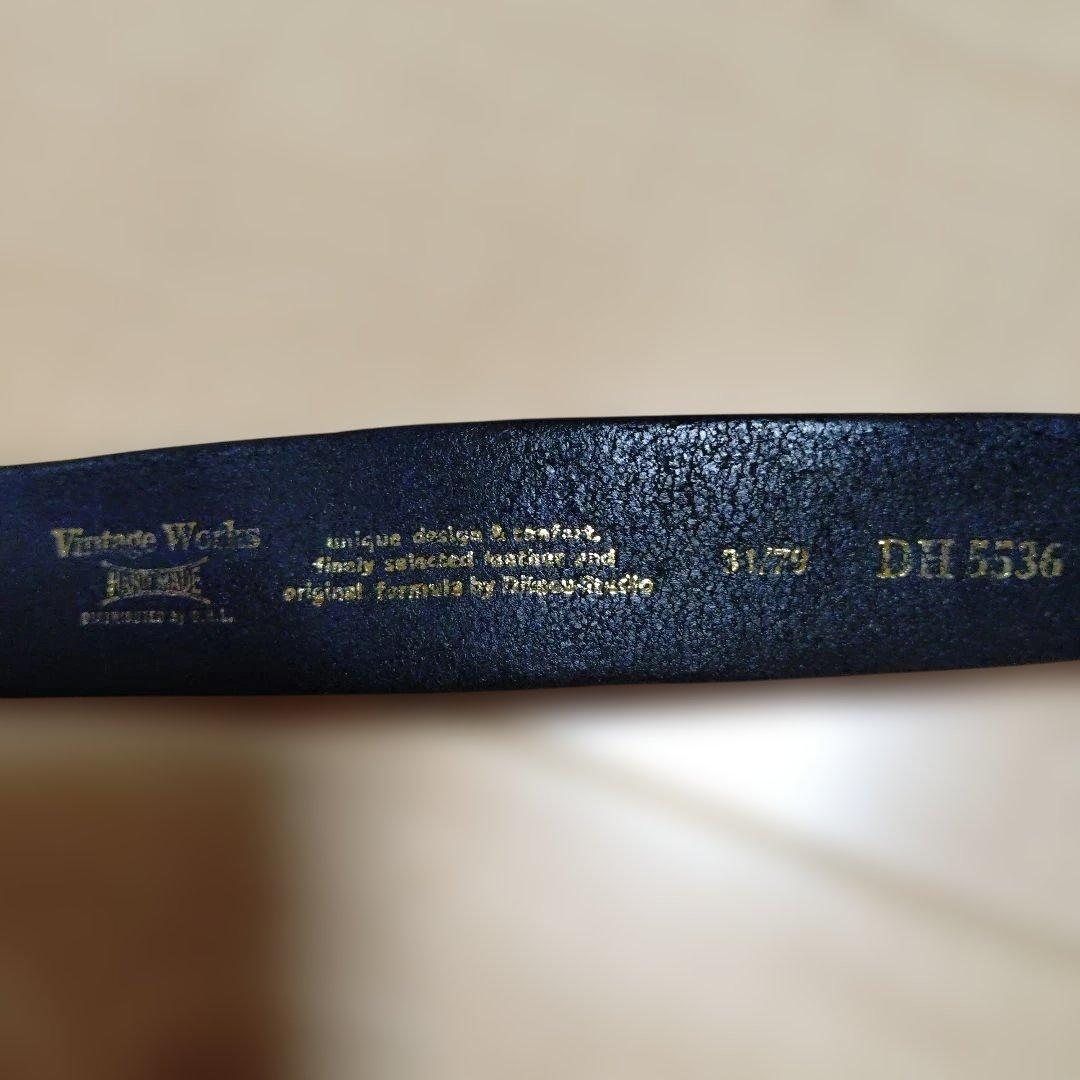 Vintage Works
HAND MADE
DISTRIBUTED by
unique design & comfort,
finely selected leather and
original formula by Studio
31/79
DH 5536